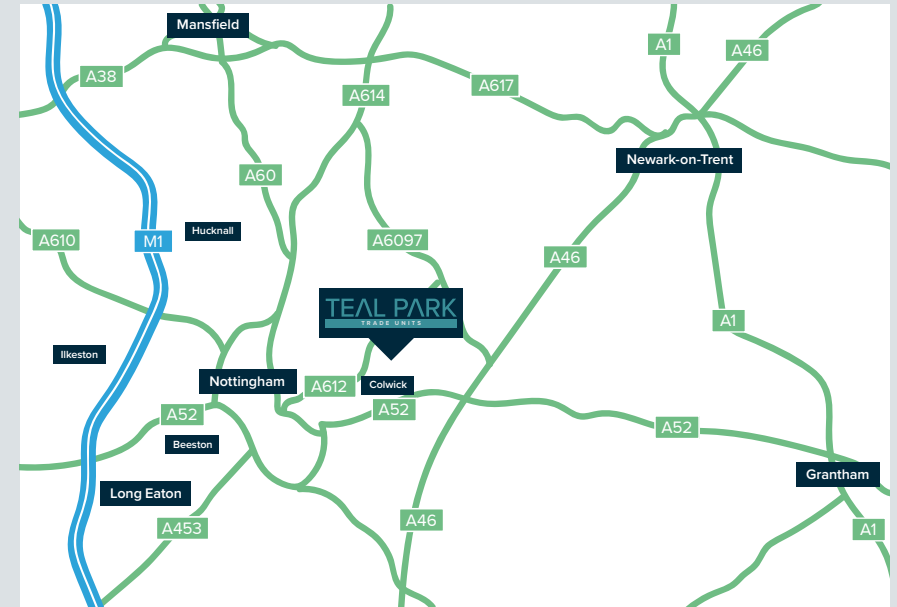 Mansfield
A1
A46
A38
A617
A614
Newark-on-Trent
A60
Hucknall
A610
M1
A6097
A46
TEAL PARK
TRADE UNITS
A1
Ilkeston
Nottingham
A612
Colwick
A52
A52
A52
Beeston
Grantham
Long Eaton
A453
A46
A1